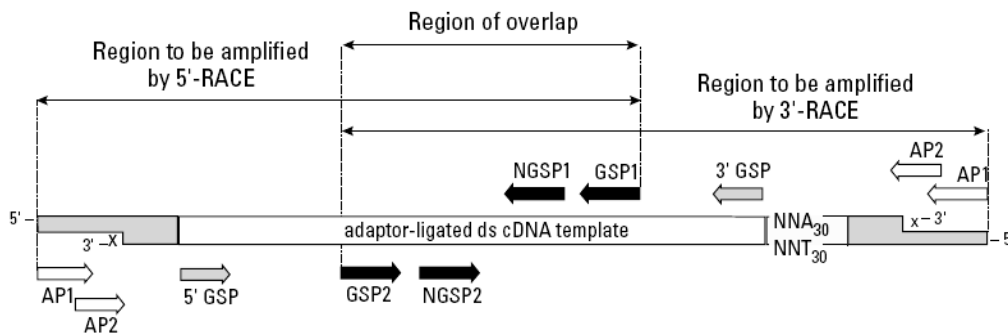 Region of overlap
Region to be amplified
by 5'-RACE
Region to be amplified
by 3'-RACE
NGSP1
GSP1
3' GSP
AP2
AP1
5' –
adaptor-ligated ds cDNA template
NNA30
x – 3'
3' – X
NNT30
– 5'
AP1
AP2
5' GSP
GSP2
NGSP2